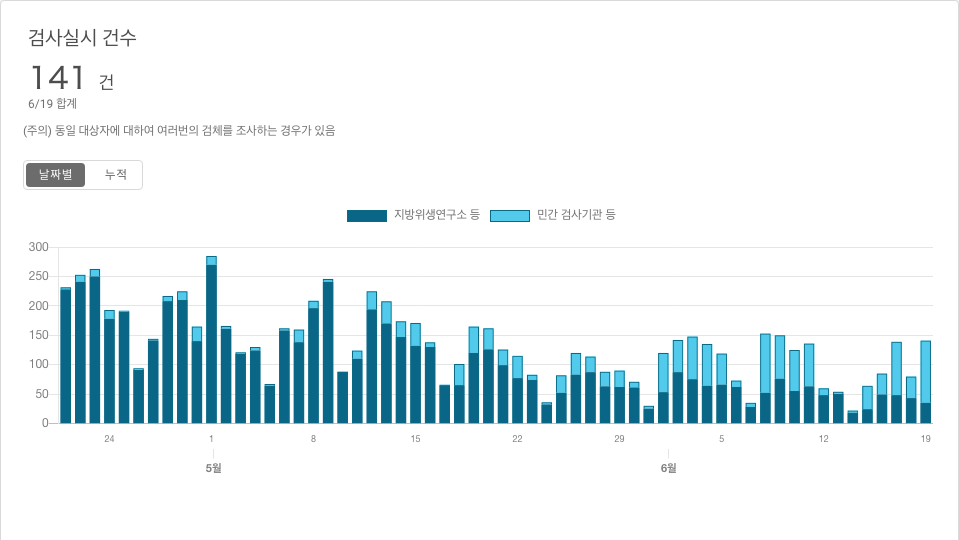 검사실시 건수
141 건
6/19 합계
(주의) 동일 대상자에 대하여 여러번의 검체를 조사하는 경우가 있음
날짜별 누적
지방위생연구소 등 민간 검사기관 등
300
250
200
150
100
50
0
24 1 8 15 22 29 5 12 19
5월 6월